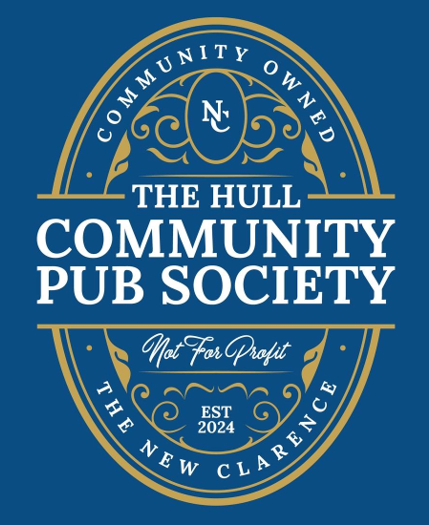 COMMUNITY OWNED
NC
THE HULL
COMMUNITY
PUB SOCIETY
Not For Profit
EST
2024
THE NEW CLARENCE